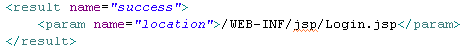 <result name="success">
<param name="location">/WEB-INF/jsp/Login.jsp</param>
</result>